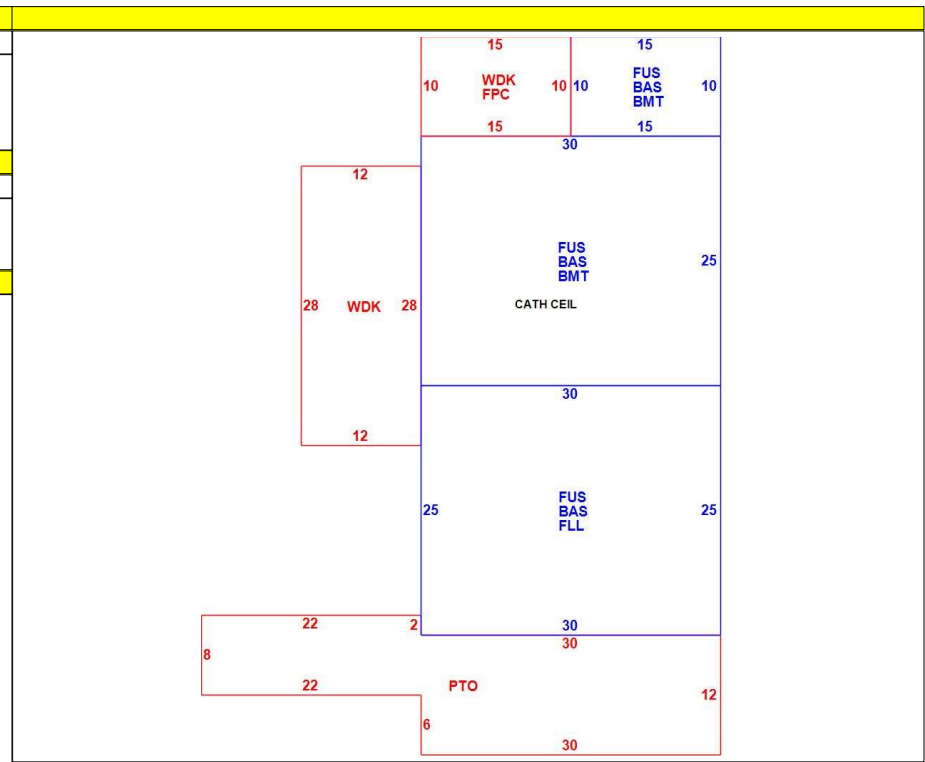 15 15
WDK FUS
FPC BAS
BMT
10 10 10 10
15 15
30
12
FUS
BAS
BMT
25
CATH CEIL
28 WDK 28
30
12
FUS
BAS
FLL
25 25
22 2 30
30
8
22 PTO 12
6
30